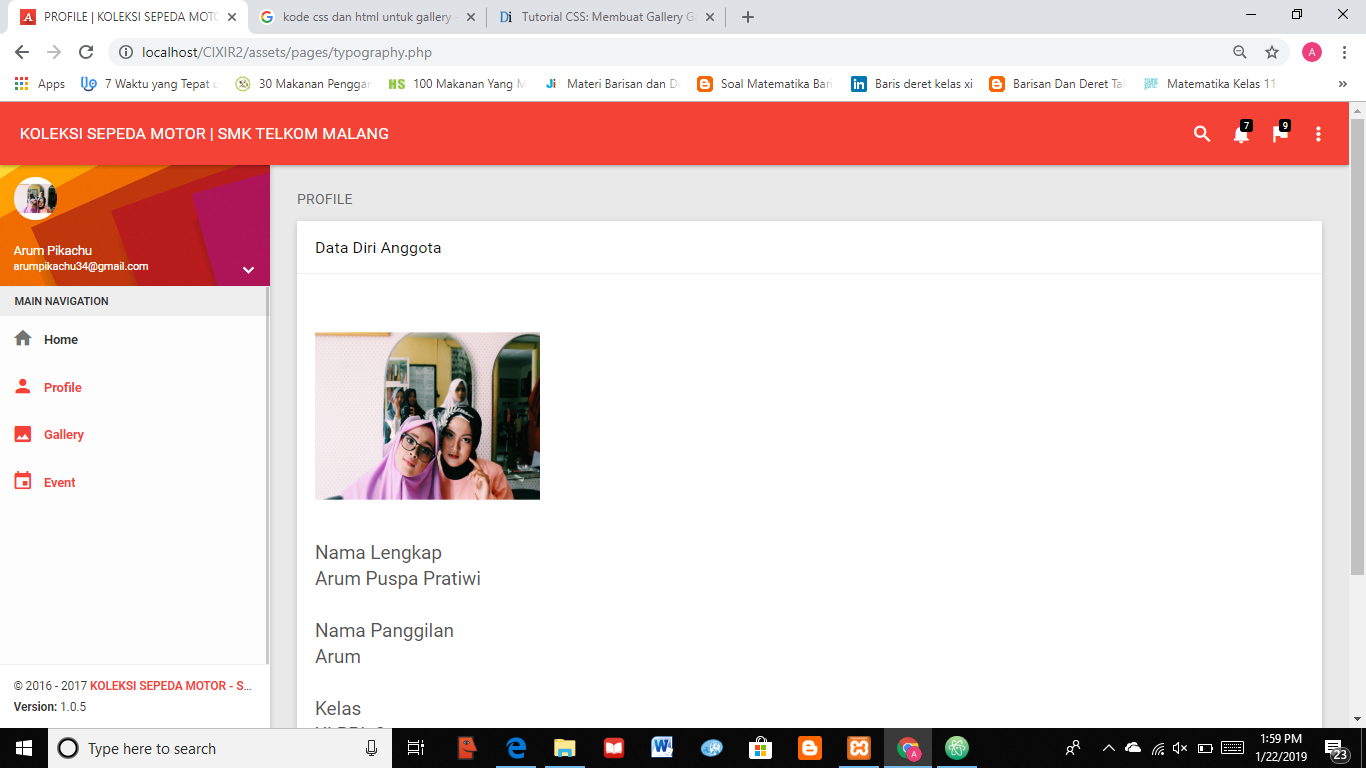 PROFILE | KOLEKSI SEPEDA MOTO
kode css dan html untuk gallery
Tutorial CSS: Membuat Gallery G
localhost/CIXIR2/assets/pages/typography.php
A
Apps
7 Waktu yang Tepat u
30 Makanan Penggan
100 Makanan Yang M
Materi Barisan dan D
Soal Matematika Bari
Baris deret kelas xi
Barisan Dan Deret Tak
Matematika Kelas 11
KOLEKSI SEPEDA MOTOR | SMK TELKOM MALANG
7
9
Arum Pikachu
arumpikachu34@gmail.com
MAIN NAVIGATION
Home
Profile
Gallery
Event
© 2016 - 2017 KOLEKSI SEPEDA MOTOR - S...
Version: 1.0.5
PROFILE
Data Diri Anggota
Nama Lengkap
Arum Puspa Pratiwi
Nama Panggilan
Arum
Kelas
Type here to search
1:59 PM
1/22/2019
23